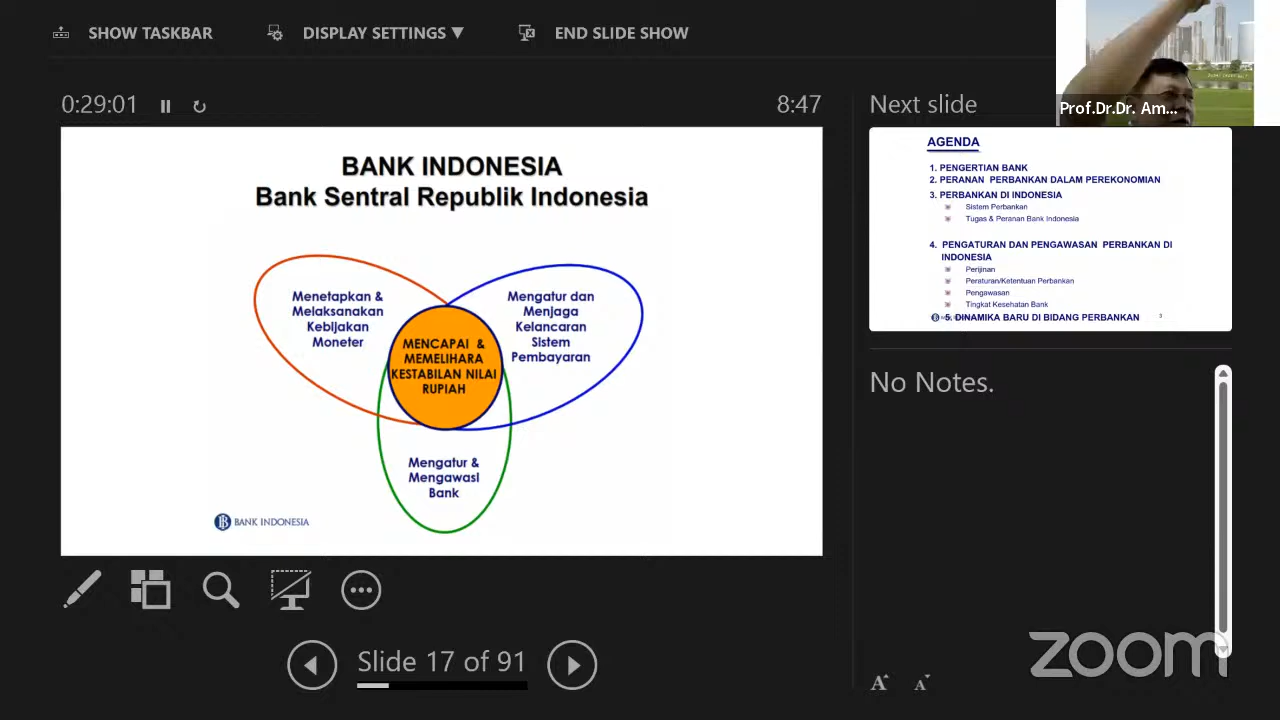 SHOW TASKBAR
DISPLAY SETTINGS ▼
END SLIDE SHOW
0:29:01
8:47
BANK INDONESIA
Bank Sentral Republik Indonesia
Menetapkan &
Melaksanakan
Kebijakan
Moneter
Mengatur dan
Menjaga
Kelancaran
Sistem
Pembayaran
MENCAPAI &
MEMELIHARA
KESTABILAN NILAI
RUPIAH
Mengatur &
Mengawasi
Bank
BANK INDONESIA
Slide 17 of 91
Prof.Dr.Dr. Am...
Next slide
AGENDA
1. PENGERTIAN BANK
2. PERANAN PERBANKAN DALAM PEREKONOMIAN
3. PERBANKAN DI INDONESIA
Sistem Perbankan
Tugas & Peranan Bank Indonesia
4. PENGATURAN DAN PENGAWASAN PERBANKAN DI
INDONESIA
Perijinan
Peraturan/Ketentuan Perbankan
Pengawasan
Tingkat Kesehatan Bank
5. DINAMIKA BARU DI BIDANG PERBANKAN
3
No Notes.
A A
zoom